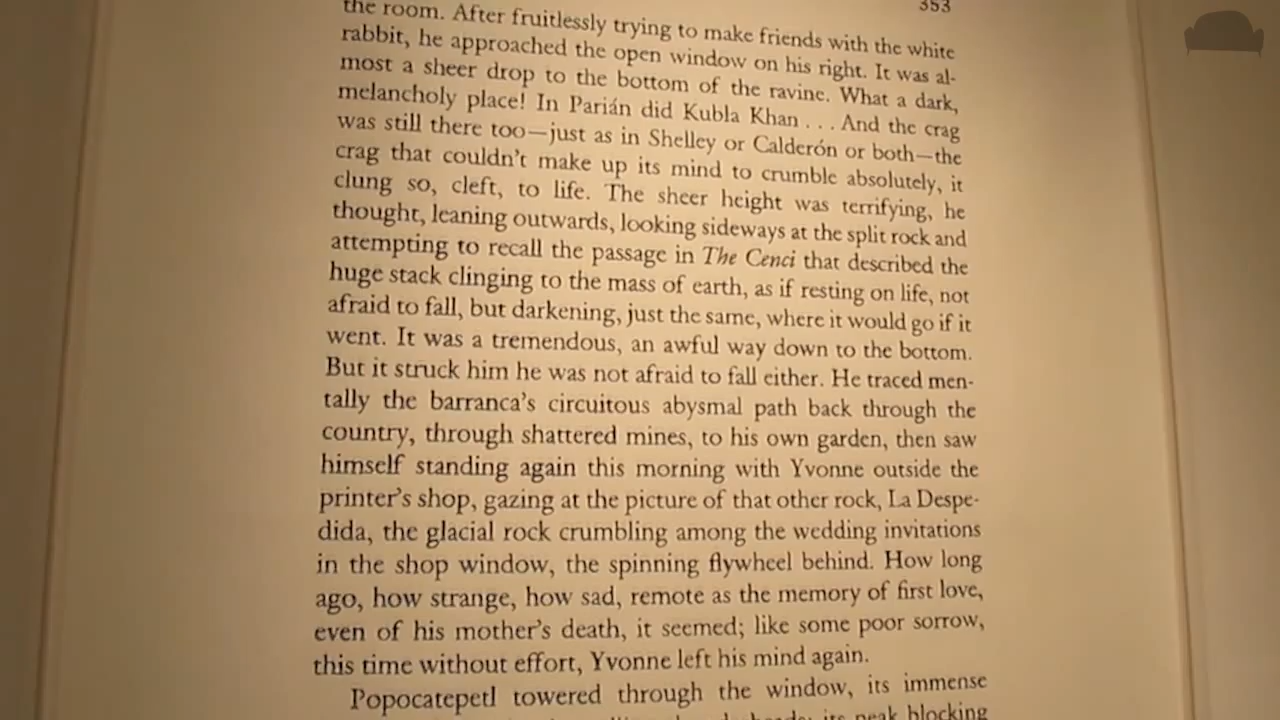 353
the room. After fruitlessly trying to make friends with the white
rabbit, he approached the open window on his right. It was al-
most a sheer drop to the bottom of the ravine. What a dark,
melancholy place! In Parián did Kubla Khan . . . And the crag
was still there too—just as in Shelley or Calderón or both—the
crag that couldn't make up its mind to crumble absolutely, it
clung so, cleft, to life. The sheer height was terrifying, he
thought, leaning outwards, looking sideways at the split rock and
attempting to recall the passage in The Cenci that described the
huge stack clinging to the mass of earth, as if resting on life, not
afraid to fall, but darkening, just the same, where it would go if it
went. It was a tremendous, an awful way down to the bottom.
But it struck him he was not afraid to fall either. He traced men-
tally the barranca's circuitous abysmal path back through the
country, through shattered mines, to his own garden, then saw
himself standing again this morning with Yvonne outside the
printer's shop, gazing at the picture of that other rock, La Despe-
dida, the glacial rock crumbling among the wedding invitations
in the shop window, the spinning flywheel behind. How long
ago, how strange, how sad, remote as the memory of first love,
even of his mother's death, it seemed; like some poor sorrow,
this time without effort, Yvonne left his mind again.
Popocatepetl towered through the window, its immense
its peak blocking